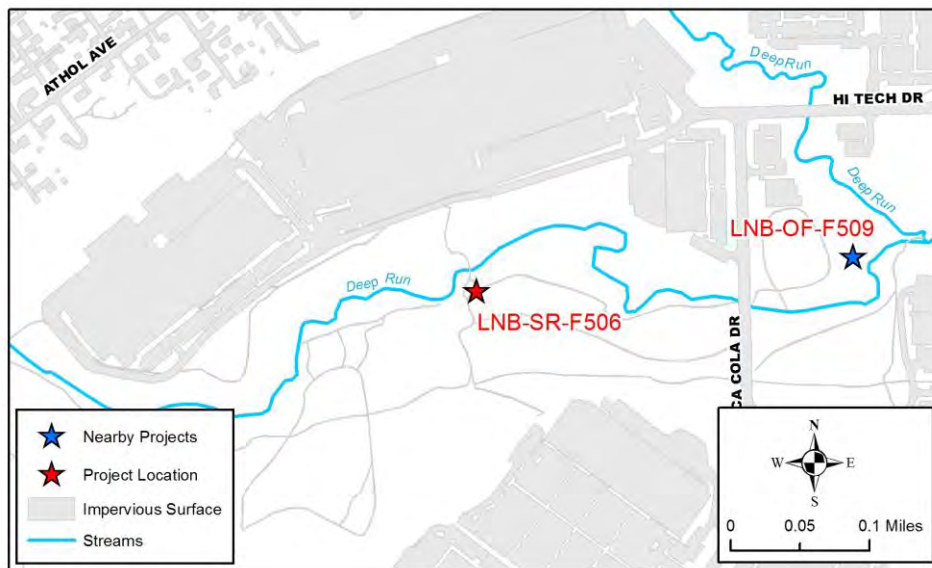 ATHOL AVE
Deep Run
HI TECH DR
Deep Run
LNB-OF-F509
Deep Run
LNB-SR-F506
CA COLA DR
Nearby Projects
Project Location
Impervious Surface
Streams
N
W E
S
0 0.05 0.1 Miles